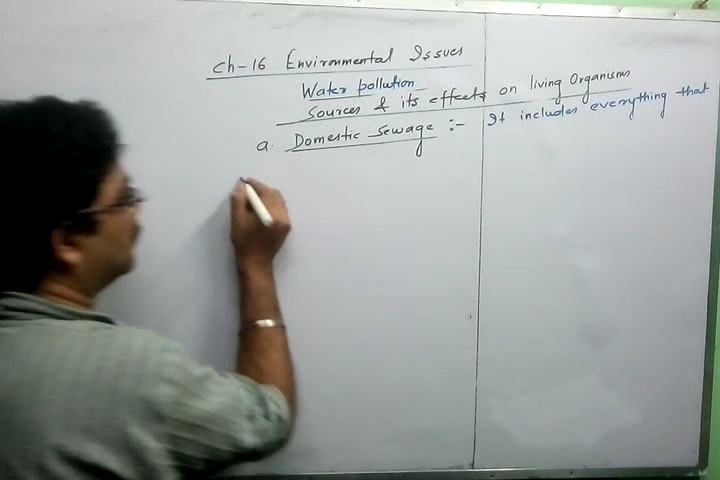 Ch-16 Environmental Issues
Water pollution
Sources & its effects on living Organisms
a. Domestic Sewage :- It includes everything that